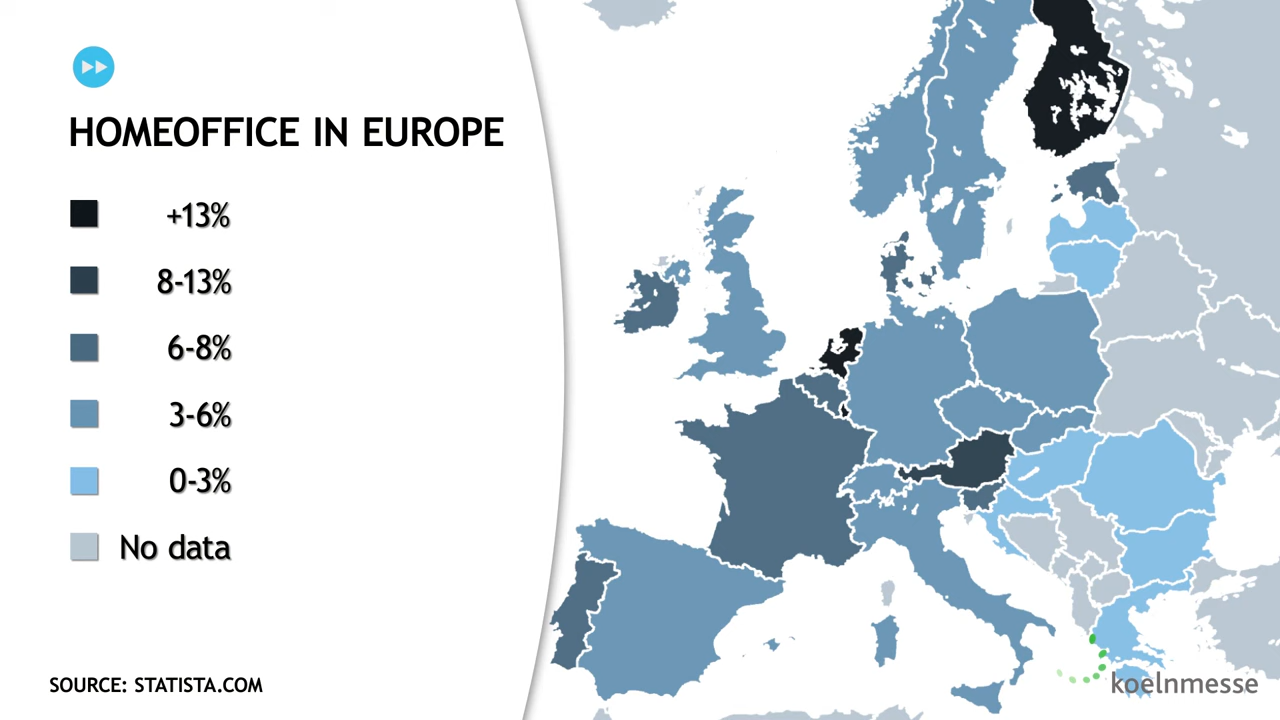 HOMEOFFICE IN EUROPE
+13%
8-13%
6-8%
3-6%
0-3%
No data
SOURCE: STATISTA.COM
koelnmesse